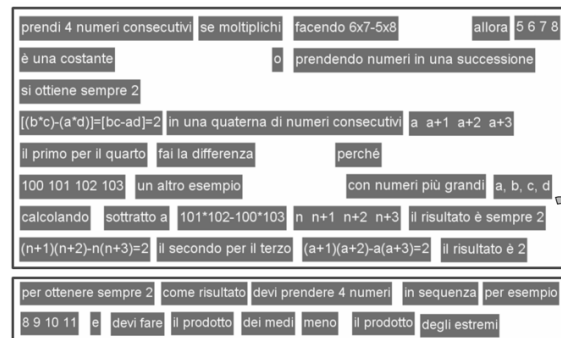 prendi 4 numeri consecutivi se moltiplichi facendo 6x7-5x8 allora 5 6 7 8
è una costante o prendendo numeri in una successione
si ottiene sempre 2
[(b*c)-(a*d)]=[bc-ad]=2 in una quaterna di numeri consecutivi a a+1 a+2 a+3
il primo per il quarto fai la differenza perché
100 101 102 103 un altro esempio con numeri più grandi a, b, c, d
calcolando sottratto a 101*102-100*103 n n+1 n+2 n+3 il risultato è sempre 2
(n+1)(n+2)-n(n+3)=2 il secondo per il terzo (a+1)(a+2)-a(a+3)=2 il risultato è 2
per ottenere sempre 2 come risultato devi prendere 4 numeri in sequenza per esempio
8 9 10 11 e devi fare il prodotto dei medi meno il prodotto degli estremi